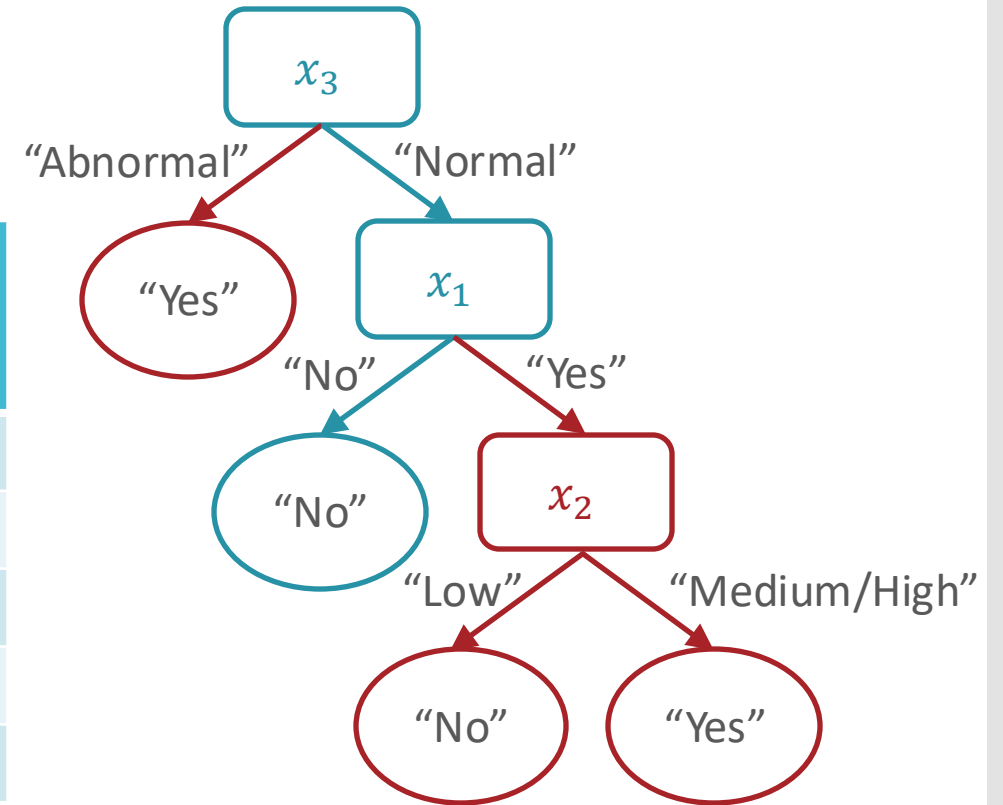 x₃
“Abnormal”
“Normal”
“Yes”
x₁
“No”
“Yes”
“No”
x₂
“Low”
“Medium/High”
“No”
“Yes”